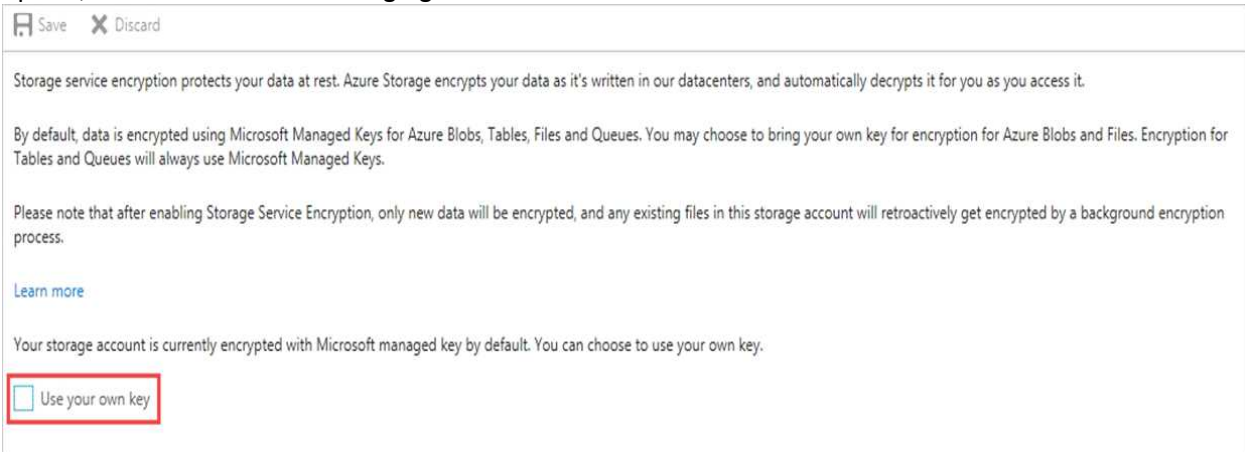 Save Discard
Storage service encryption protects your data at rest. Azure Storage encrypts your data as it's written in our datacenters, and automatically decrypts it for you as you access it.
By default, data is encrypted using Microsoft Managed Keys for Azure Blobs, Tables, Files and Queues. You may choose to bring your own key for encryption for Azure Blobs and Files. Encryption for
Tables and Queues will always use Microsoft Managed Keys.
Please note that after enabling Storage Service Encryption, only new data will be encrypted, and any existing files in this storage account will retroactively get encrypted by a background encryption
process.
Learn more
Your storage account is currently encrypted with Microsoft managed key by default. You can choose to use your own key.
Use your own key